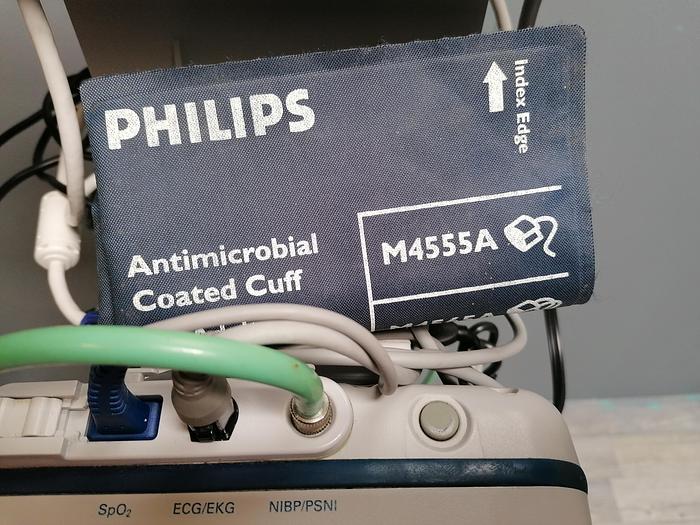 PHILIPS
Index Edge
Antimicrobial
Coated Cuff
M4555A
SpO₂
ECG/EKG
NIBP/PSNI